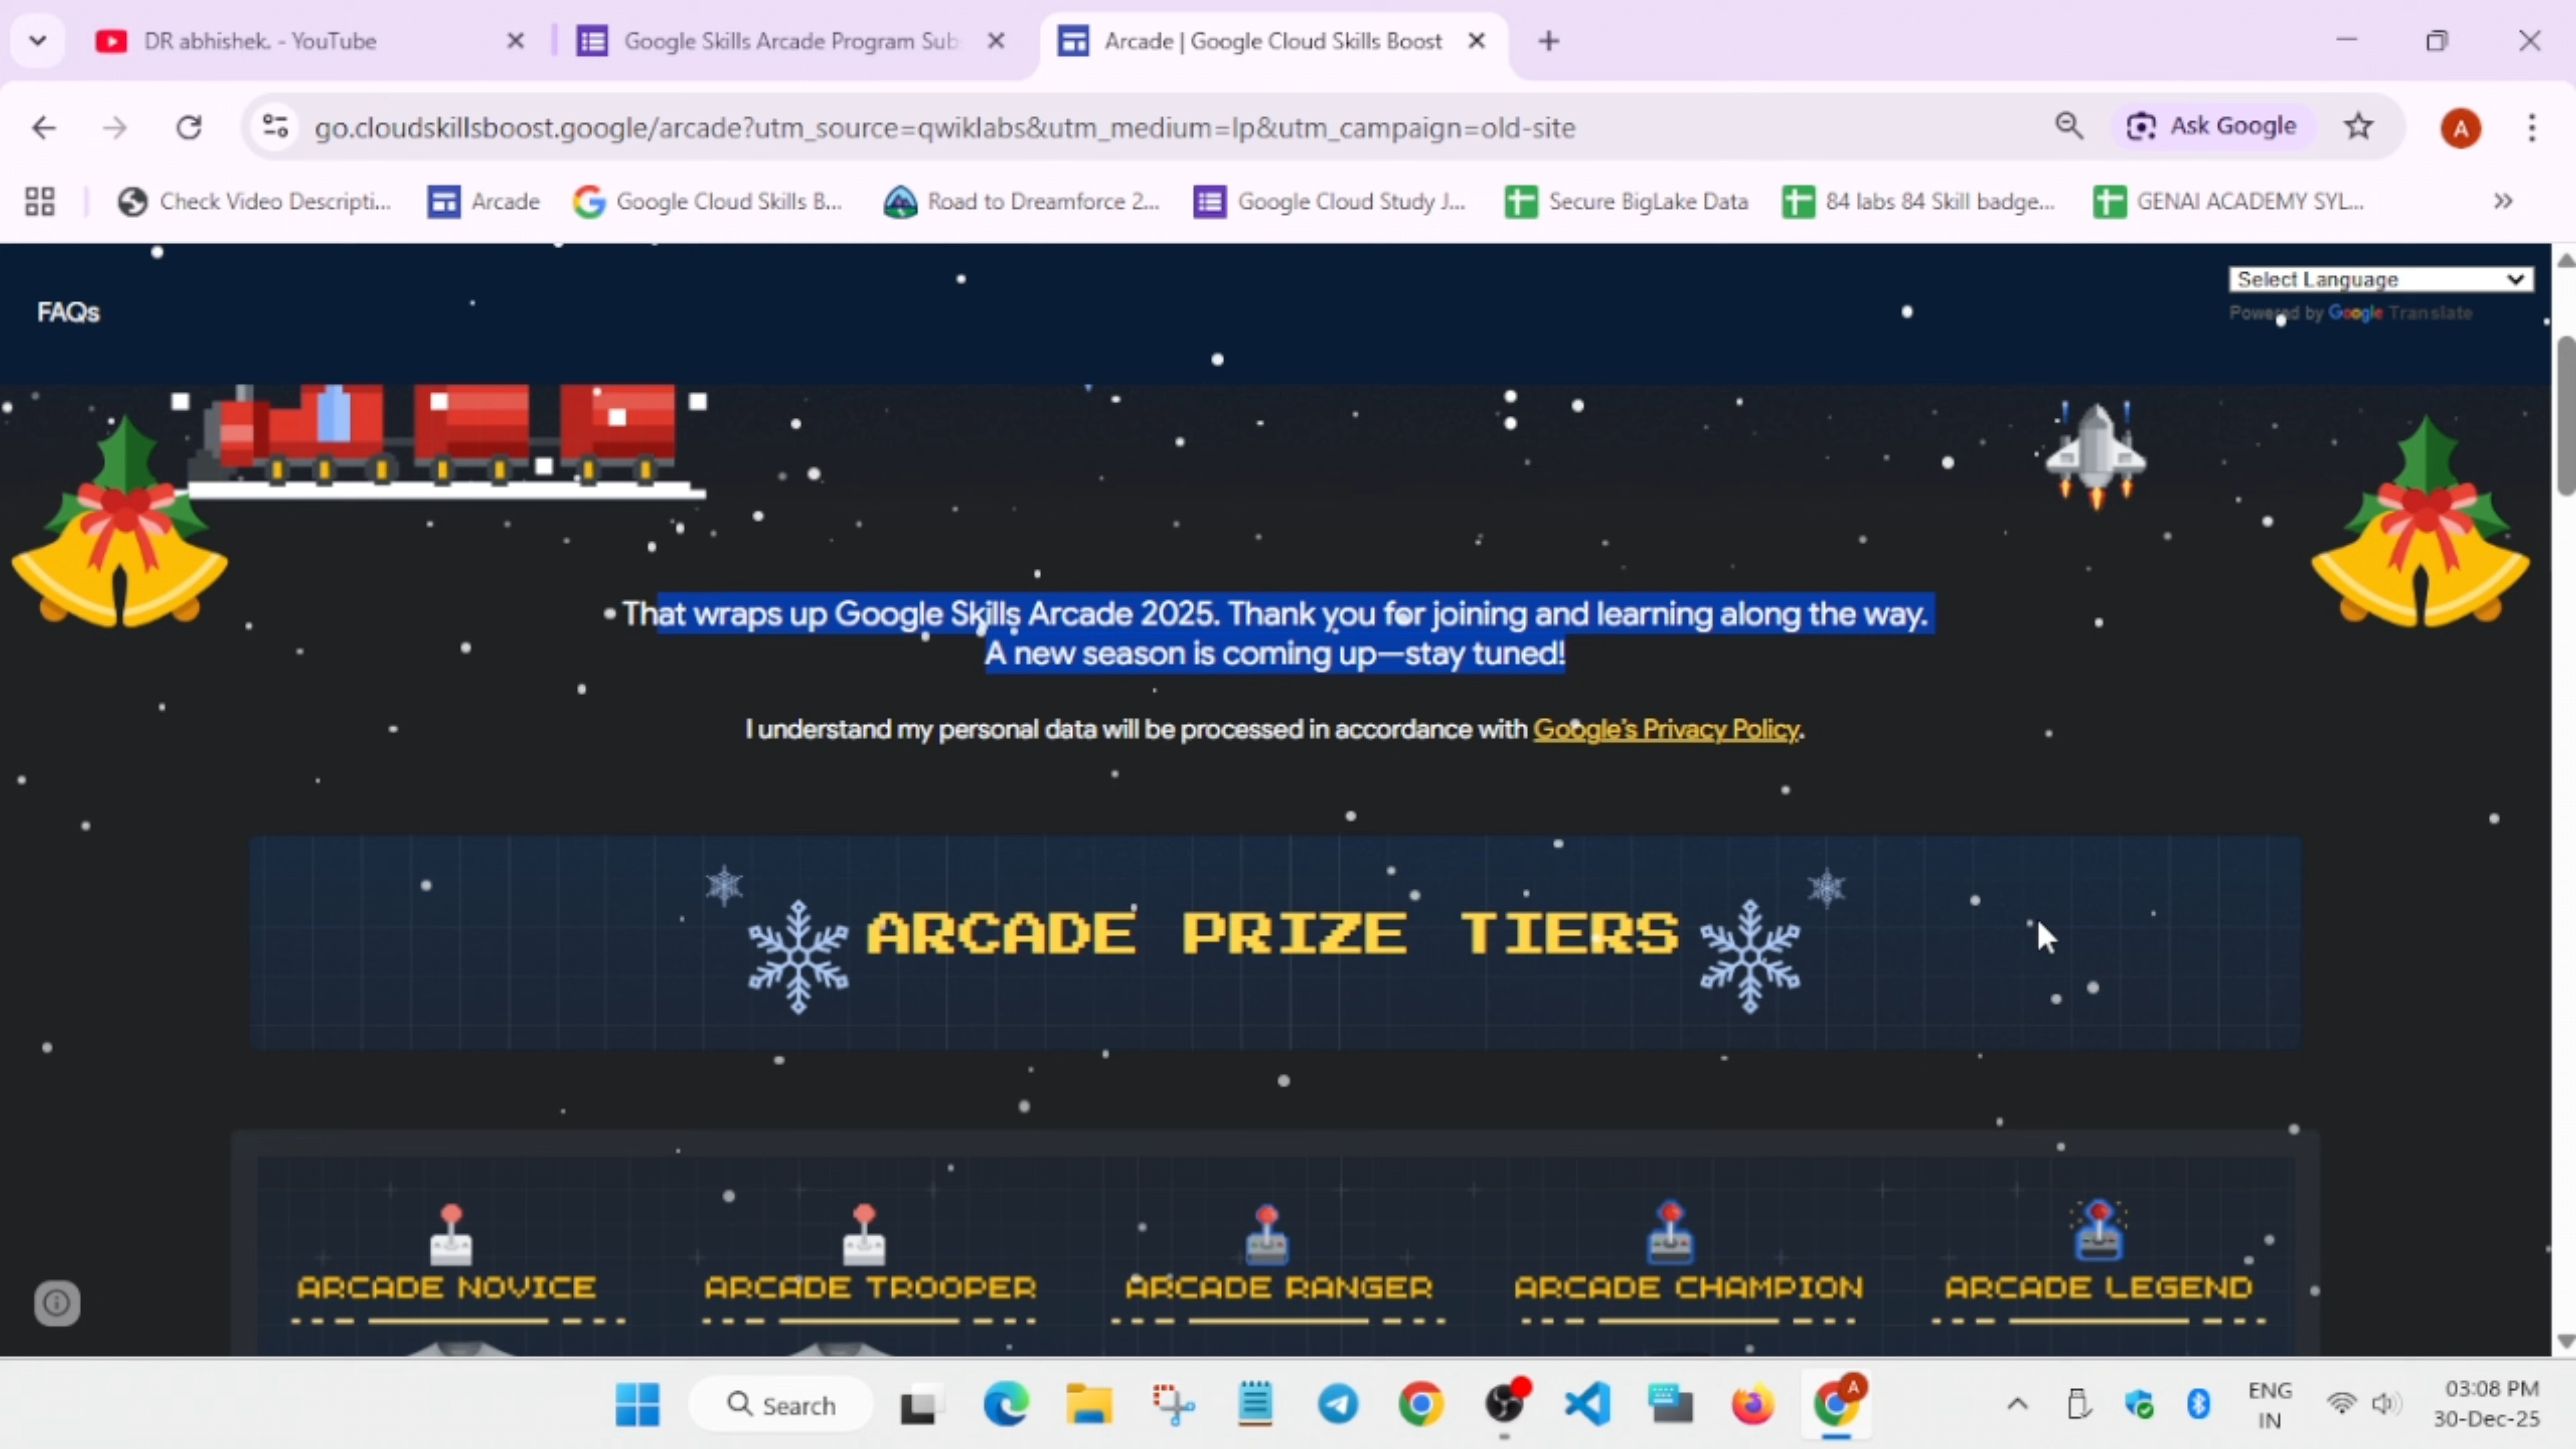 DR abhishek. - YouTube
Google Skills Arcade Program Sub
Arcade | Google Cloud Skills Boost
go.cloudskillsboost.google/arcade?utm_source=qwiklabs&utm_medium=lp&utm_campaign=old-site
Ask Google
A
Check Video Descripti...
Arcade
Google Cloud Skills B...
Road to Dreamforce 2...
Google Cloud Study J...
Secure BigLake Data
84 labs 84 Skill badge...
GENAI ACADEMY SYL...
FAQs
Select Language
Powered by Google Translate
That wraps up Google Skills Arcade 2025. Thank you for joining and learning along the way.
A new season is coming up—stay tuned!
I understand my personal data will be processed in accordance with Google's Privacy Policy.
ARCADE PRIZE TIERS
ARCADE NOVICE
ARCADE TROOPER
ARCADE RANGER
ARCADE CHAMPION
ARCADE LEGEND
Search
A
ENG
IN
03:08 PM
30-Dec-25